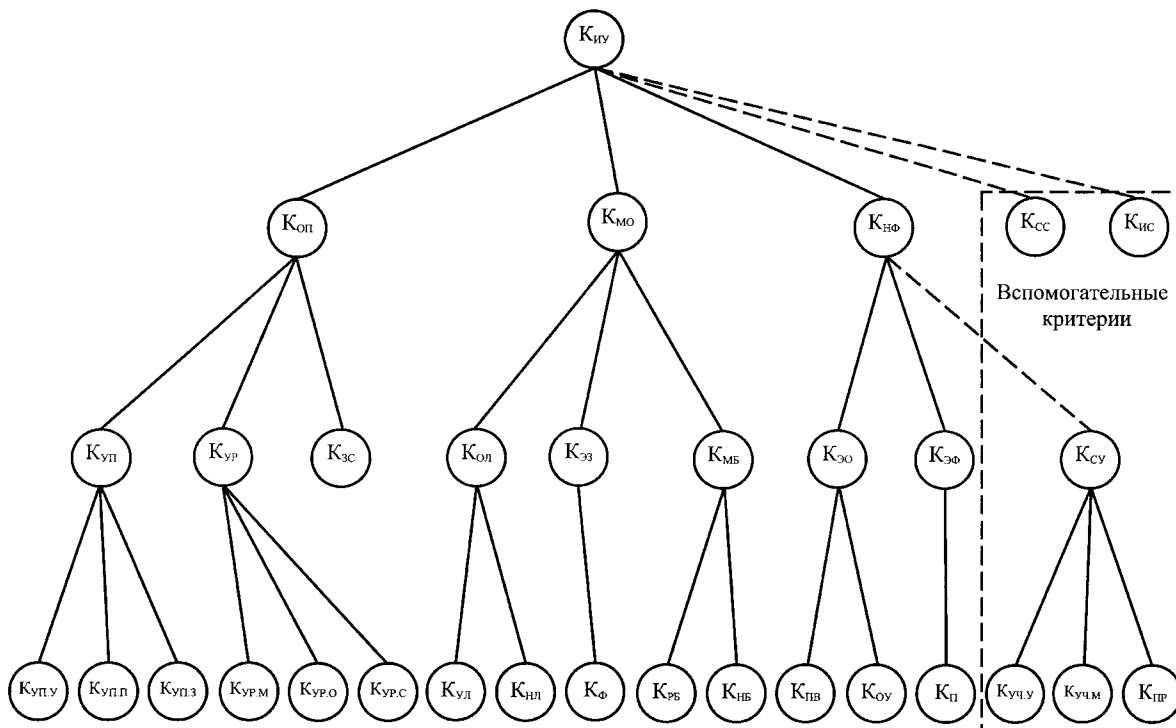 КИУ
КОП
КМО
КНФ
КСС
КИС
Вспомогательные
критерии
КУП
КУР
КЗС
КОЛ
КЭЗ
КМБ
КЭО
КЭФ
КСУ
КУП.У
КУП.П
КУП.З
КУР.М
КУР.О
КУР.С
КУЛ
КНЛ
КФ
КРБ
КНБ
КПВ
КОУ
КП
КУЧ.У
КУЧ.М
КПР